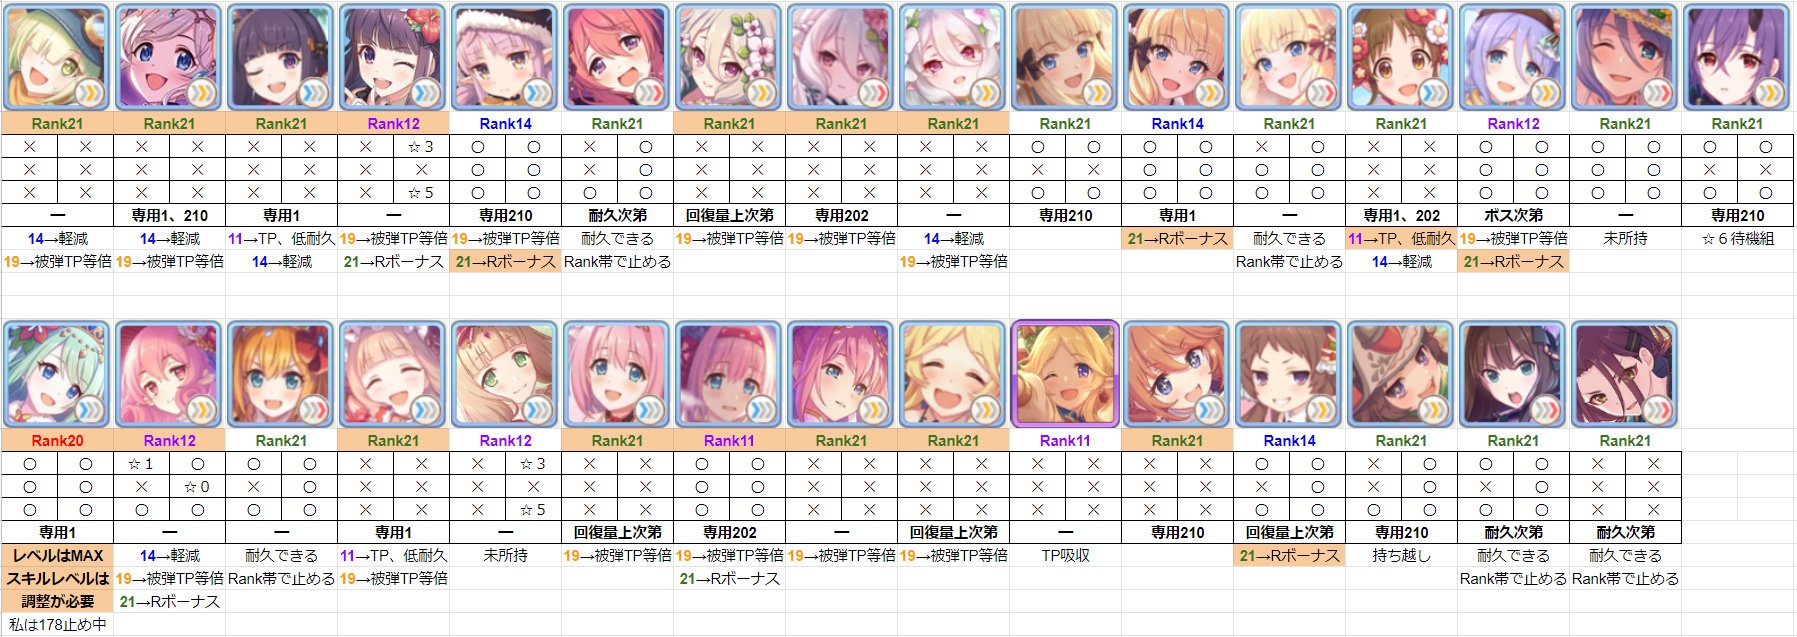 Rank21 Rank21 Rank21 Rank12 Rank14 Rank21 Rank21 Rank21 Rank21 Rank21 Rank14 Rank21 Rank21 Rank12 Rank21 Rank21
× × × × × × × ☆3 ○ ○ × ○ × × × × × × ○ ○ ○ ○ × ○ × × ○ ○ ○ ○ ○ ○
× × × × × × × × ○ ○ × ○ × × × × × × × × ○ ○ ○ ○ × × ○ ○ ○ ○ × ×
× × × × × × × ☆5 ○ ○ ○ ○ × × × × × × ○ ○ ○ ○ ○ ○ × × ○ ○ ○ ○ ○ ○
ー 専用1、210 専用1 ー 専用210 耐久次第 回復量上次第 専用202 ー 専用210 専用1 ー 専用1、202 ボス次第 ー 専用210
14→軽減 14→軽減 11→TP、低耐久 19→被弾TP等倍 19→被弾TP等倍 耐久できる 19→被弾TP等倍 19→被弾TP等倍 14→軽減 21→Rボーナス 耐久できる 11→TP、低耐久 19→被弾TP等倍 未所持 ☆6待機組
19→被弾TP等倍 19→被弾TP等倍 14→軽減 21→Rボーナス 21→Rボーナス Rank帯で止める 19→被弾TP等倍 Rank帯で止める 14→軽減 21→Rボーナス
Rank20 Rank12 Rank21 Rank21 Rank12 Rank21 Rank11 Rank21 Rank21 Rank11 Rank21 Rank14 Rank21 Rank21 Rank21
○ ○ ☆1 ○ ○ ○ × × × ☆3 × × ○ ○ × × × × × × × × ○ ○ × ○ ○ ○ × ×
○ ○ × ☆0 × ○ × × × × × × ○ ○ × × × × × × × × × ○ × ○ × ○ × ×
○ ○ ○ ○ ○ ○ × × × ☆5 × × ○ ○ × × × × × × × × ○ ○ ○ ○ ○ ○ × ×
専用1 ー ー 専用1 ー 回復量上次第 専用202 ー 回復量上次第 ー 専用210 回復量上次第 専用210 耐久次第 耐久次第
レベルはMAX 14→軽減 耐久できる 11→TP、低耐久 未所持 19→被弾TP等倍 19→被弾TP等倍 19→被弾TP等倍 19→被弾TP等倍 TP吸収 21→Rボーナス 持ち越し 耐久できる 耐久できる
スキルレベルは 19→被弾TP等倍 Rank帯で止める 19→被弾TP等倍 21→Rボーナス Rank帯で止める Rank帯で止める
調整が必要 21→Rボーナス
私は178止め中